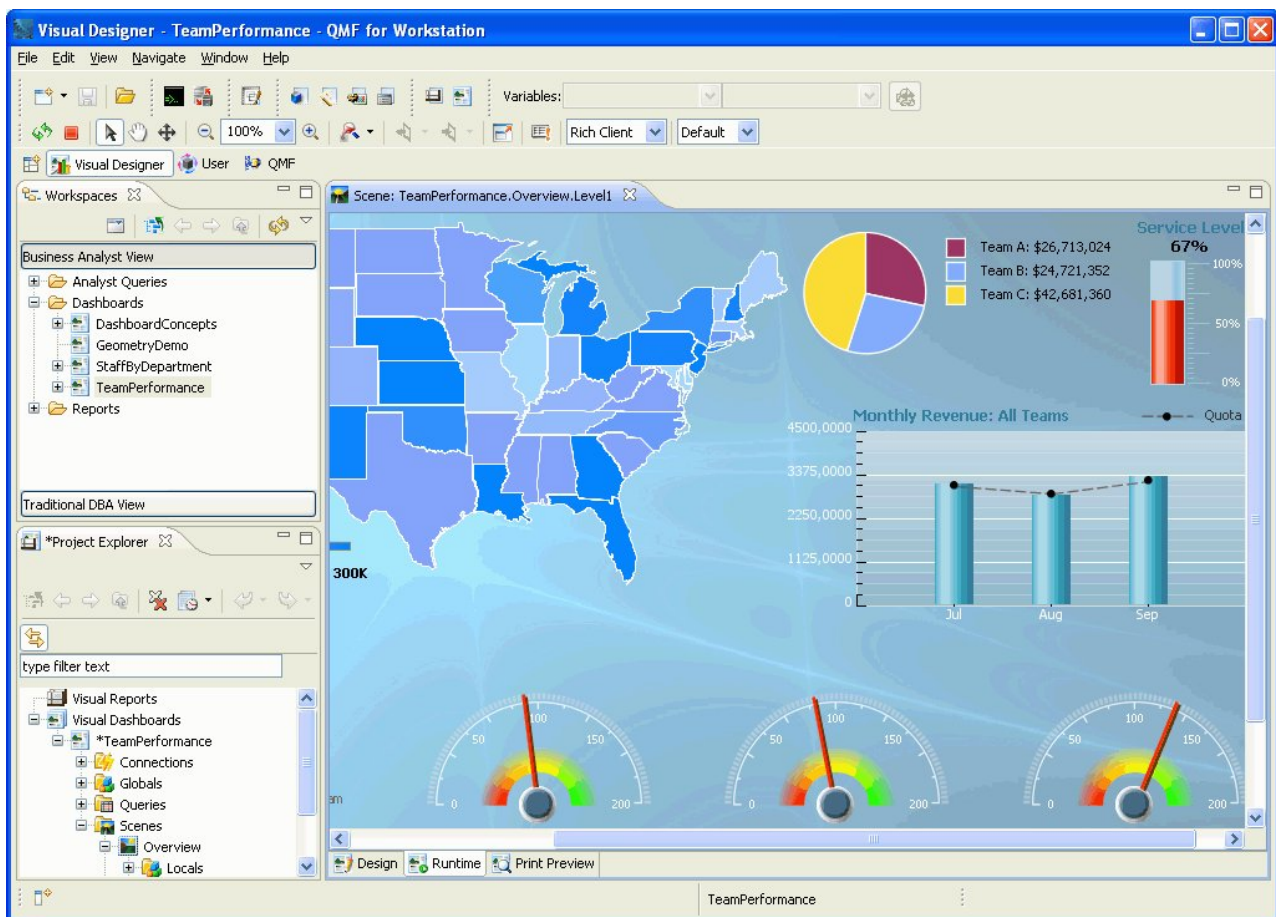 Visual Designer - TeamPerformance - QMF for Workstation
File Edit View Navigate Window Help
Variables:
100% Rich Client Default
Visual Designer User QMF
Workspaces
Business Analyst View
Analyst Queries
Dashboards
DashboardConcepts
GeometryDemo
StaffByDepartment
TeamPerformance
Reports
Traditional DBA View
*Project Explorer
type filter text
Visual Reports
Visual Dashboards
*TeamPerformance
Connections
Globals
Queries
Scenes
Overview
Locals
Scene: TeamPerformance.Overview.Level1
300K
Team A: $26,713,024
Team B: $24,721,352
Team C: $42,681,360
Service Level
67%
100%
50%
0%
Monthly Revenue: All Teams
Quota
4500,0000
3375,0000
2250,0000
1125,0000
0
Jul Aug Sep
0 50 100 150 200
0 50 100 150 200
0 50 100 150 200
am
Design Runtime Print Preview
TeamPerformance